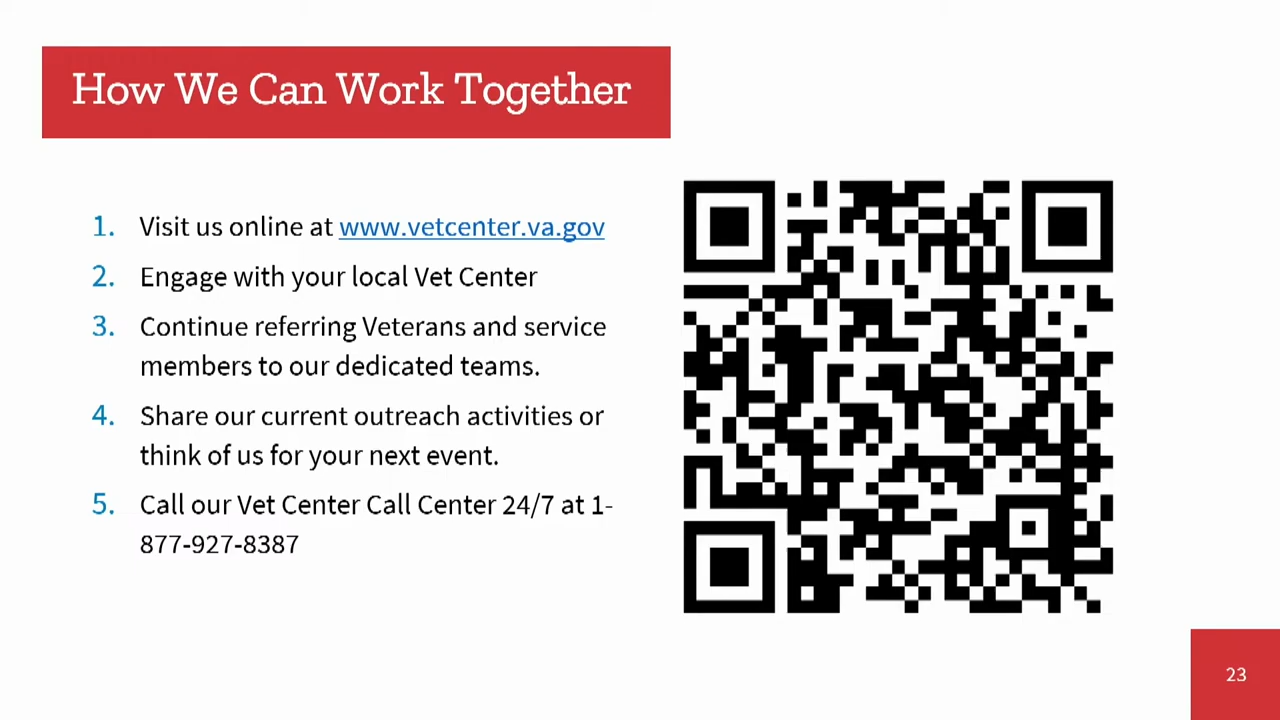 How We Can Work Together
1. Visit us online at www.vetcenter.va.gov
2. Engage with your local Vet Center
3. Continue referring Veterans and service
members to our dedicated teams.
4. Share our current outreach activities or
think of us for your next event.
5. Call our Vet Center Call Center 24/7 at 1-
877-927-8387
23